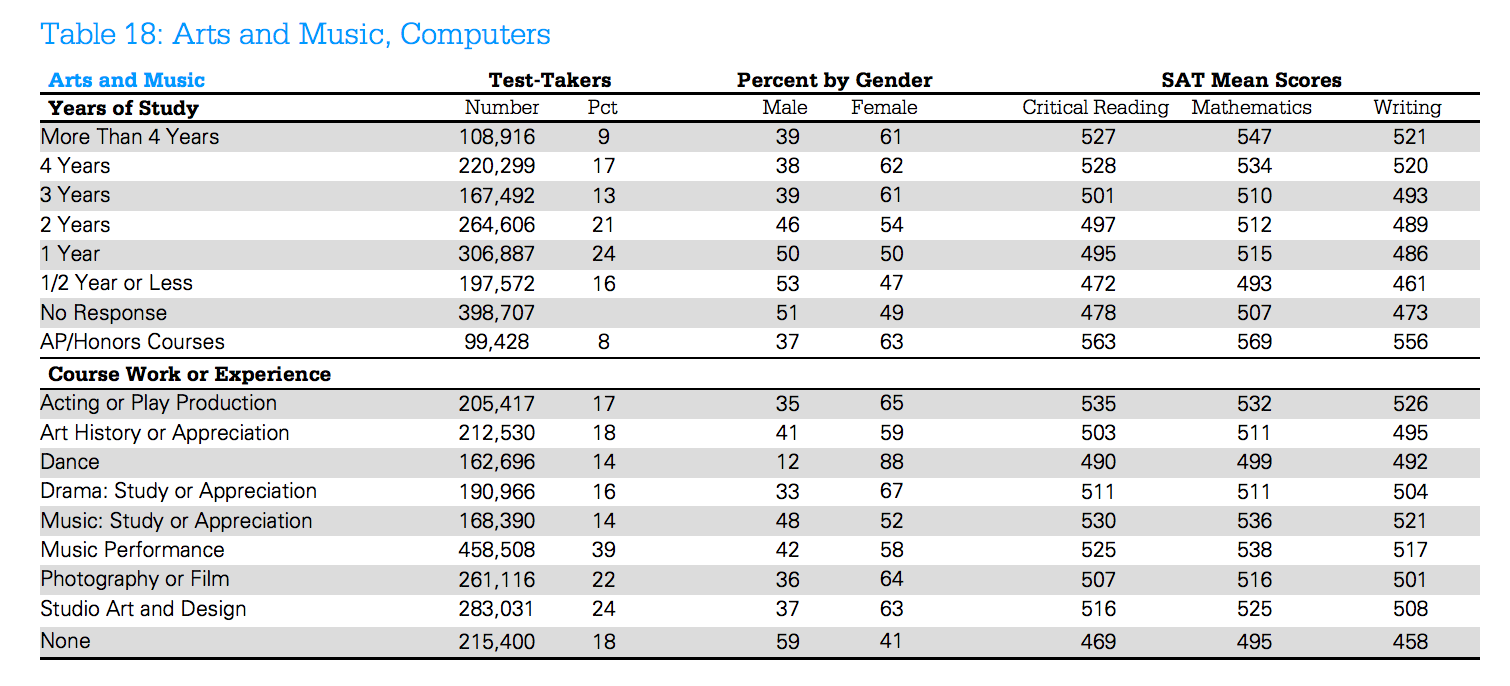 Table 18: Arts and Music, Computers
Arts and Music Test-Takers Percent by Gender SAT Mean Scores
Years of Study Number Pct Male Female Critical Reading Mathematics Writing
More Than 4 Years 108,916 9 39 61 527 547 521
4 Years 220,299 17 38 62 528 534 520
3 Years 167,492 13 39 61 501 510 493
2 Years 264,606 21 46 54 497 512 489
1 Year 306,887 24 50 50 495 515 486
1/2 Year or Less 197,572 16 53 47 472 493 461
No Response 398,707 51 49 478 507 473
AP/Honors Courses 99,428 8 37 63 563 569 556
Course Work or Experience
Acting or Play Production 205,417 17 35 65 535 532 526
Art History or Appreciation 212,530 18 41 59 503 511 495
Dance 162,696 14 12 88 490 499 492
Drama: Study or Appreciation 190,966 16 33 67 511 511 504
Music: Study or Appreciation 168,390 14 48 52 530 536 521
Music Performance 458,508 39 42 58 525 538 517
Photography or Film 261,116 22 36 64 507 516 501
Studio Art and Design 283,031 24 37 63 516 525 508
None 215,400 18 59 41 469 495 458